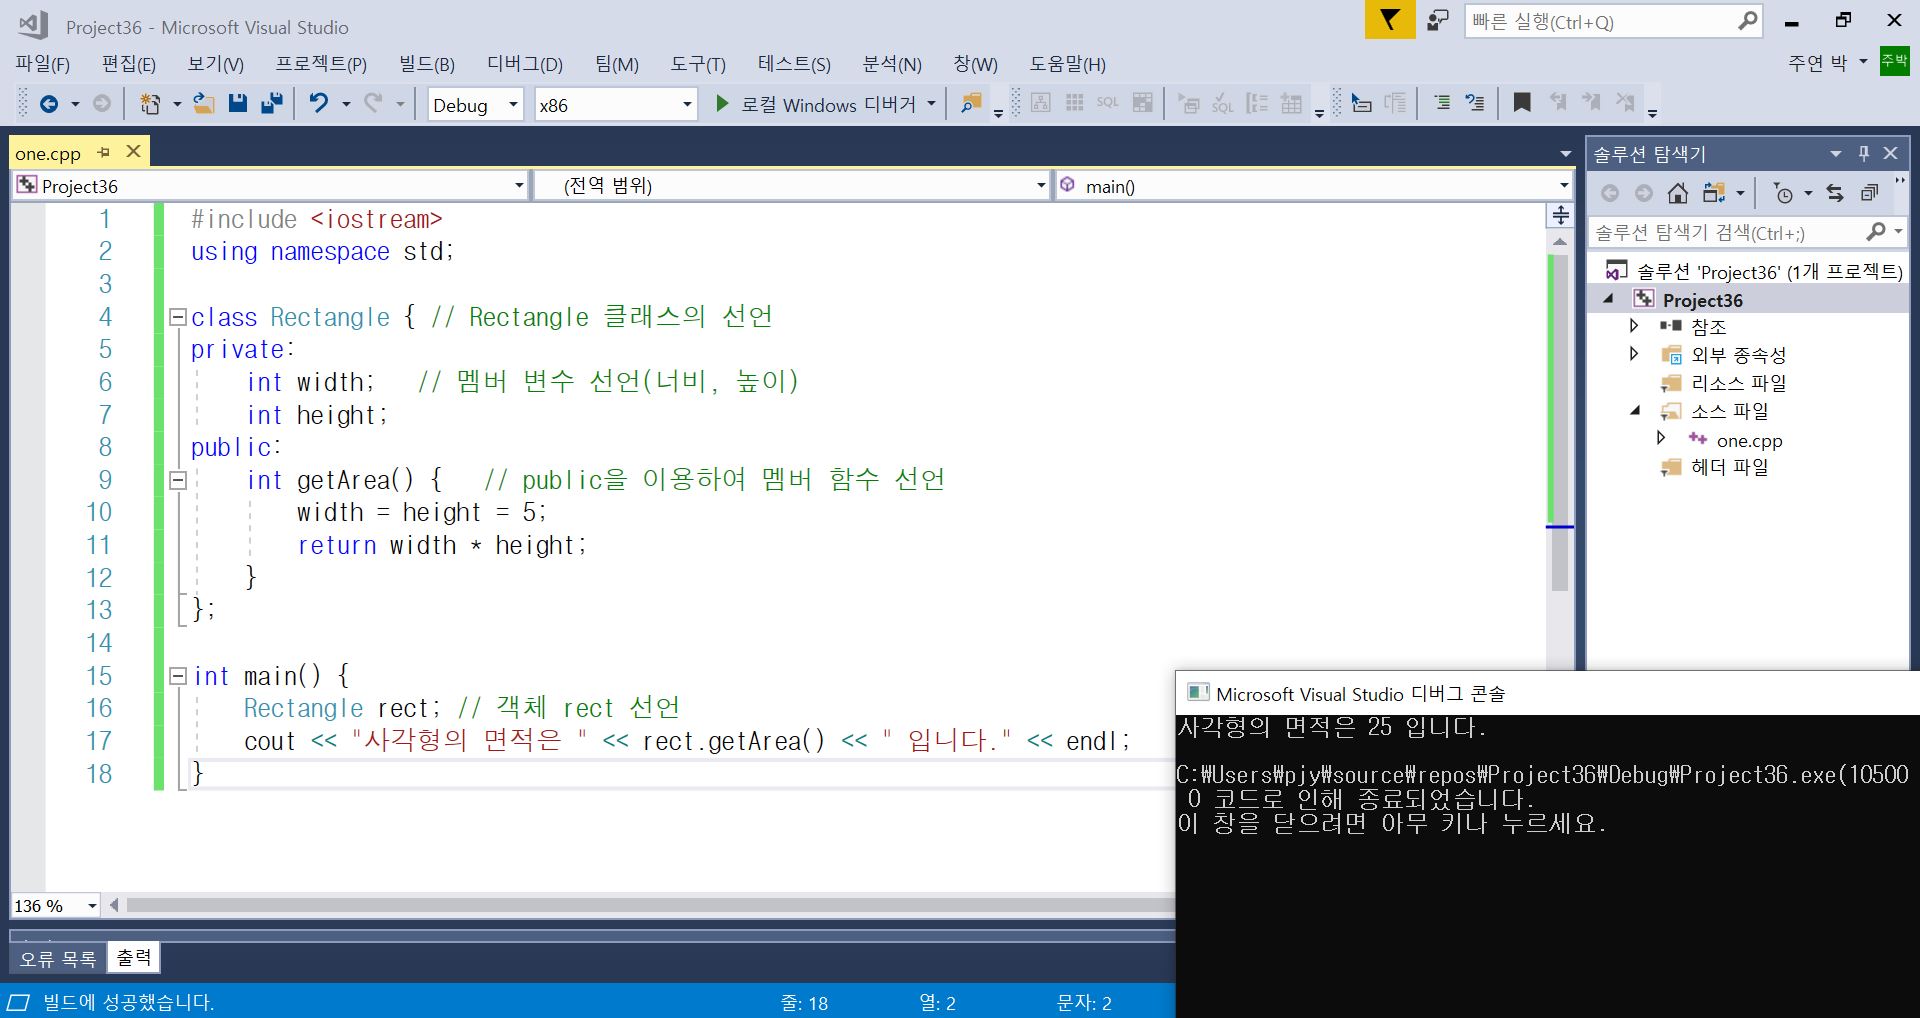 Project36 - Microsoft Visual Studio
빠른 실행(Ctrl+Q)
파일(F) 편집(E) 보기(V) 프로젝트(P) 빌드(B) 디버그(D) 팀(M) 도구(T) 테스트(S) 분석(N) 창(W) 도움말(H)
주연 박 주박
Debug x86 로컬 Windows 디버거
SQL SQL
one.cpp
Project36 (전역 범위) main()
1 #include <iostream>
2 using namespace std;
3
4 class Rectangle { // Rectangle 클래스의 선언
5 private:
6 int width; // 멤버 변수 선언(너비, 높이)
7 int height;
8 public:
9 int getArea() { // public을 이용하여 멤버 함수 선언
10 width = height = 5;
11 return width * height;
12 }
13 };
14
15 int main() {
16 Rectangle rect; // 객체 rect 선언
17 cout << "사각형의 면적은 " << rect.getArea() << " 입니다." << endl;
18 }
136 %
솔루션 탐색기
솔루션 탐색기 검색(Ctrl+;)
솔루션 'Project36' (1개 프로젝트)
Project36
참조
외부 종속성
리소스 파일
소스 파일
one.cpp
헤더 파일
Microsoft Visual Studio 디버그 콘솔
사각형의 면적은 25 입니다.
C:₩Users₩pjy₩source₩repos₩Project36₩Debug₩Project36.exe(10500
0 코드로 인해 종료되었습니다.
이 창을 닫으려면 아무 키나 누르세요.
오류 목록 출력
빌드에 성공했습니다. 줄: 18 열: 2 문자: 2